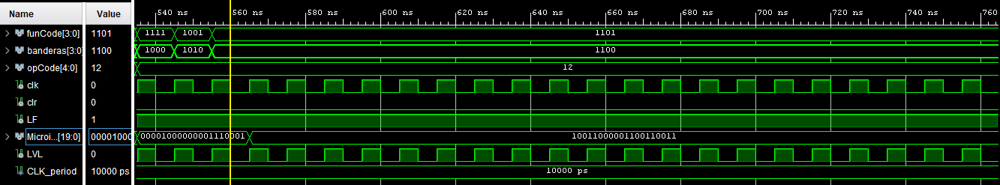 Name Value 540 ns 560 ns 580 ns 600 ns 620 ns 640 ns 660 ns 680 ns 700 ns 720 ns 740 ns 760
funCode[3:0] 1101 1111 1001 1101
banderas[3:0] 1100 1000 1010 1100
opCode[4:0] 12 12
clk 0
clr 0
LF 1
Microi...[19:0] 00001000 00001000000001110001 10011000001100110011
LVL 0
CLK_period 10000 ps 10000 ps